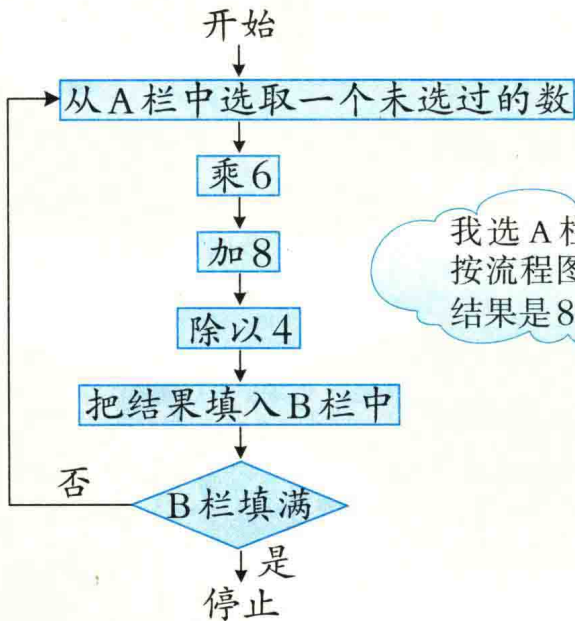 开始
从A栏中选取一个未选过的数
乘6
加8
除以4
把结果填入B栏中
B栏填满
否
是
停止
我选A栏
按流程图
结果是8